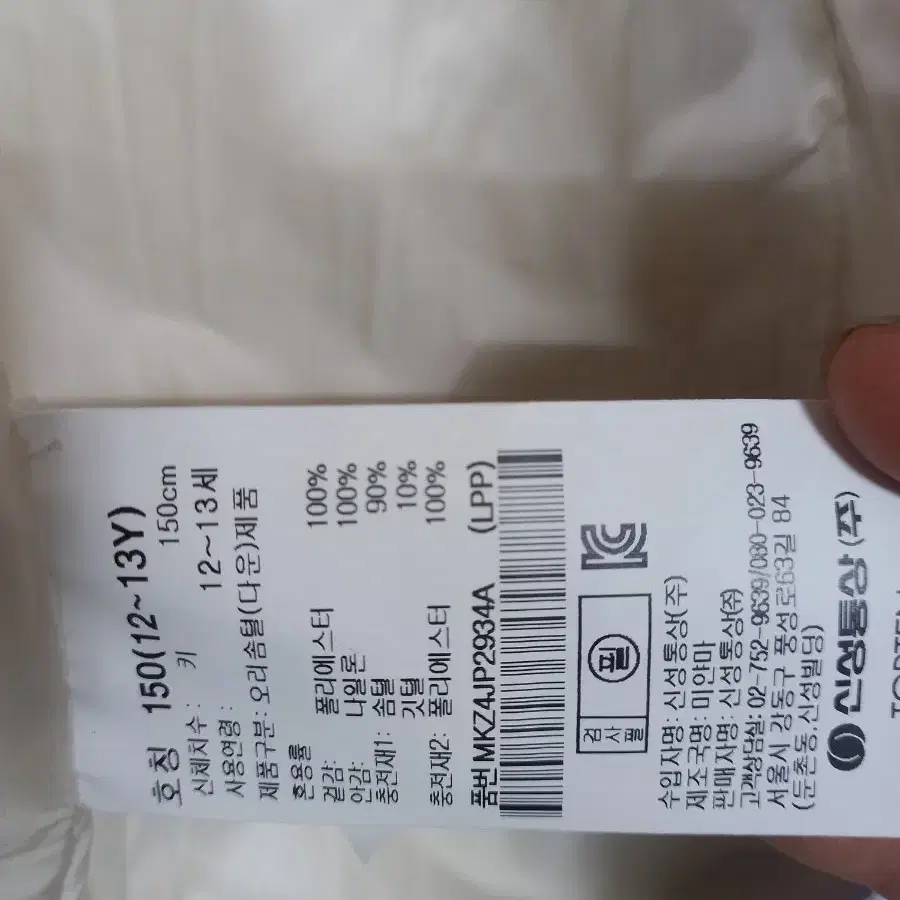 호칭 150(12~13Y)
신체치수: 키 150cm
사용연령: 12~13세
제품구분 오리솜털(다운)제품
혼용률
겉감: 폴리에스터 100%
안감: 나일론 100%
충전재1: 솜털 90%
깃털 10%
충전재2: 폴리에스터 100%
품번 MKZ4JP2934A (LPP)
검사필 필
수입자명: 신성통상(주)
제조국명: 미얀마
판매자명: 신성통상(주)
고객상담실: 02-752-9639/080-023-9639
서울시 강동구 풍성로63길 84
(둔촌동,신성빌딩)
신성통상(주)
TOPTEN